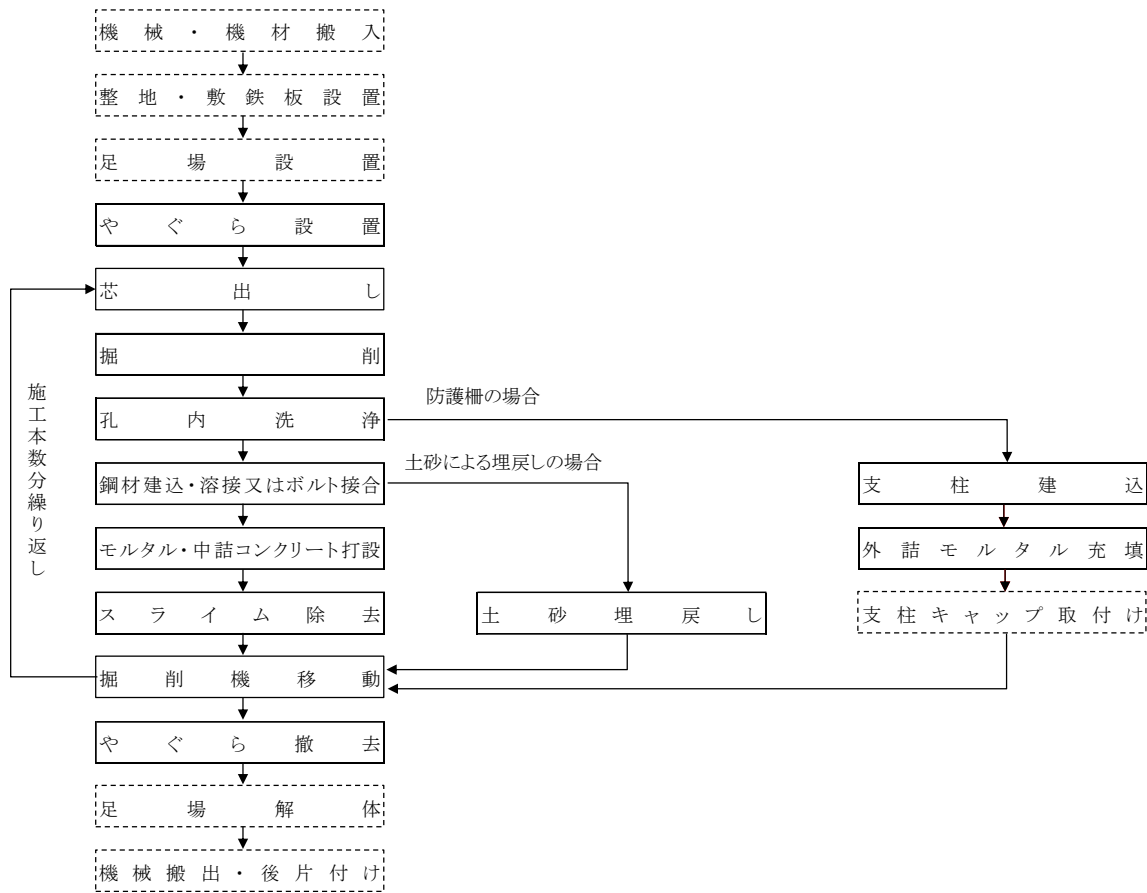 機械・機材搬入
整地・敷鉄板設置
足場設置
やぐら設置
芯出し
掘削
防護柵の場合
孔内洗浄
土砂による埋戻しの場合
鋼材建込・溶接又はボルト接合
支柱建込
モルタル・中詰コンクリート打設
外詰モルタル充填
スライム除去
土砂埋戻し
支柱キャップ取付け
掘削機移動
施工本数分繰り返し
やぐら撤去
足場解体
機械搬出・後片付け